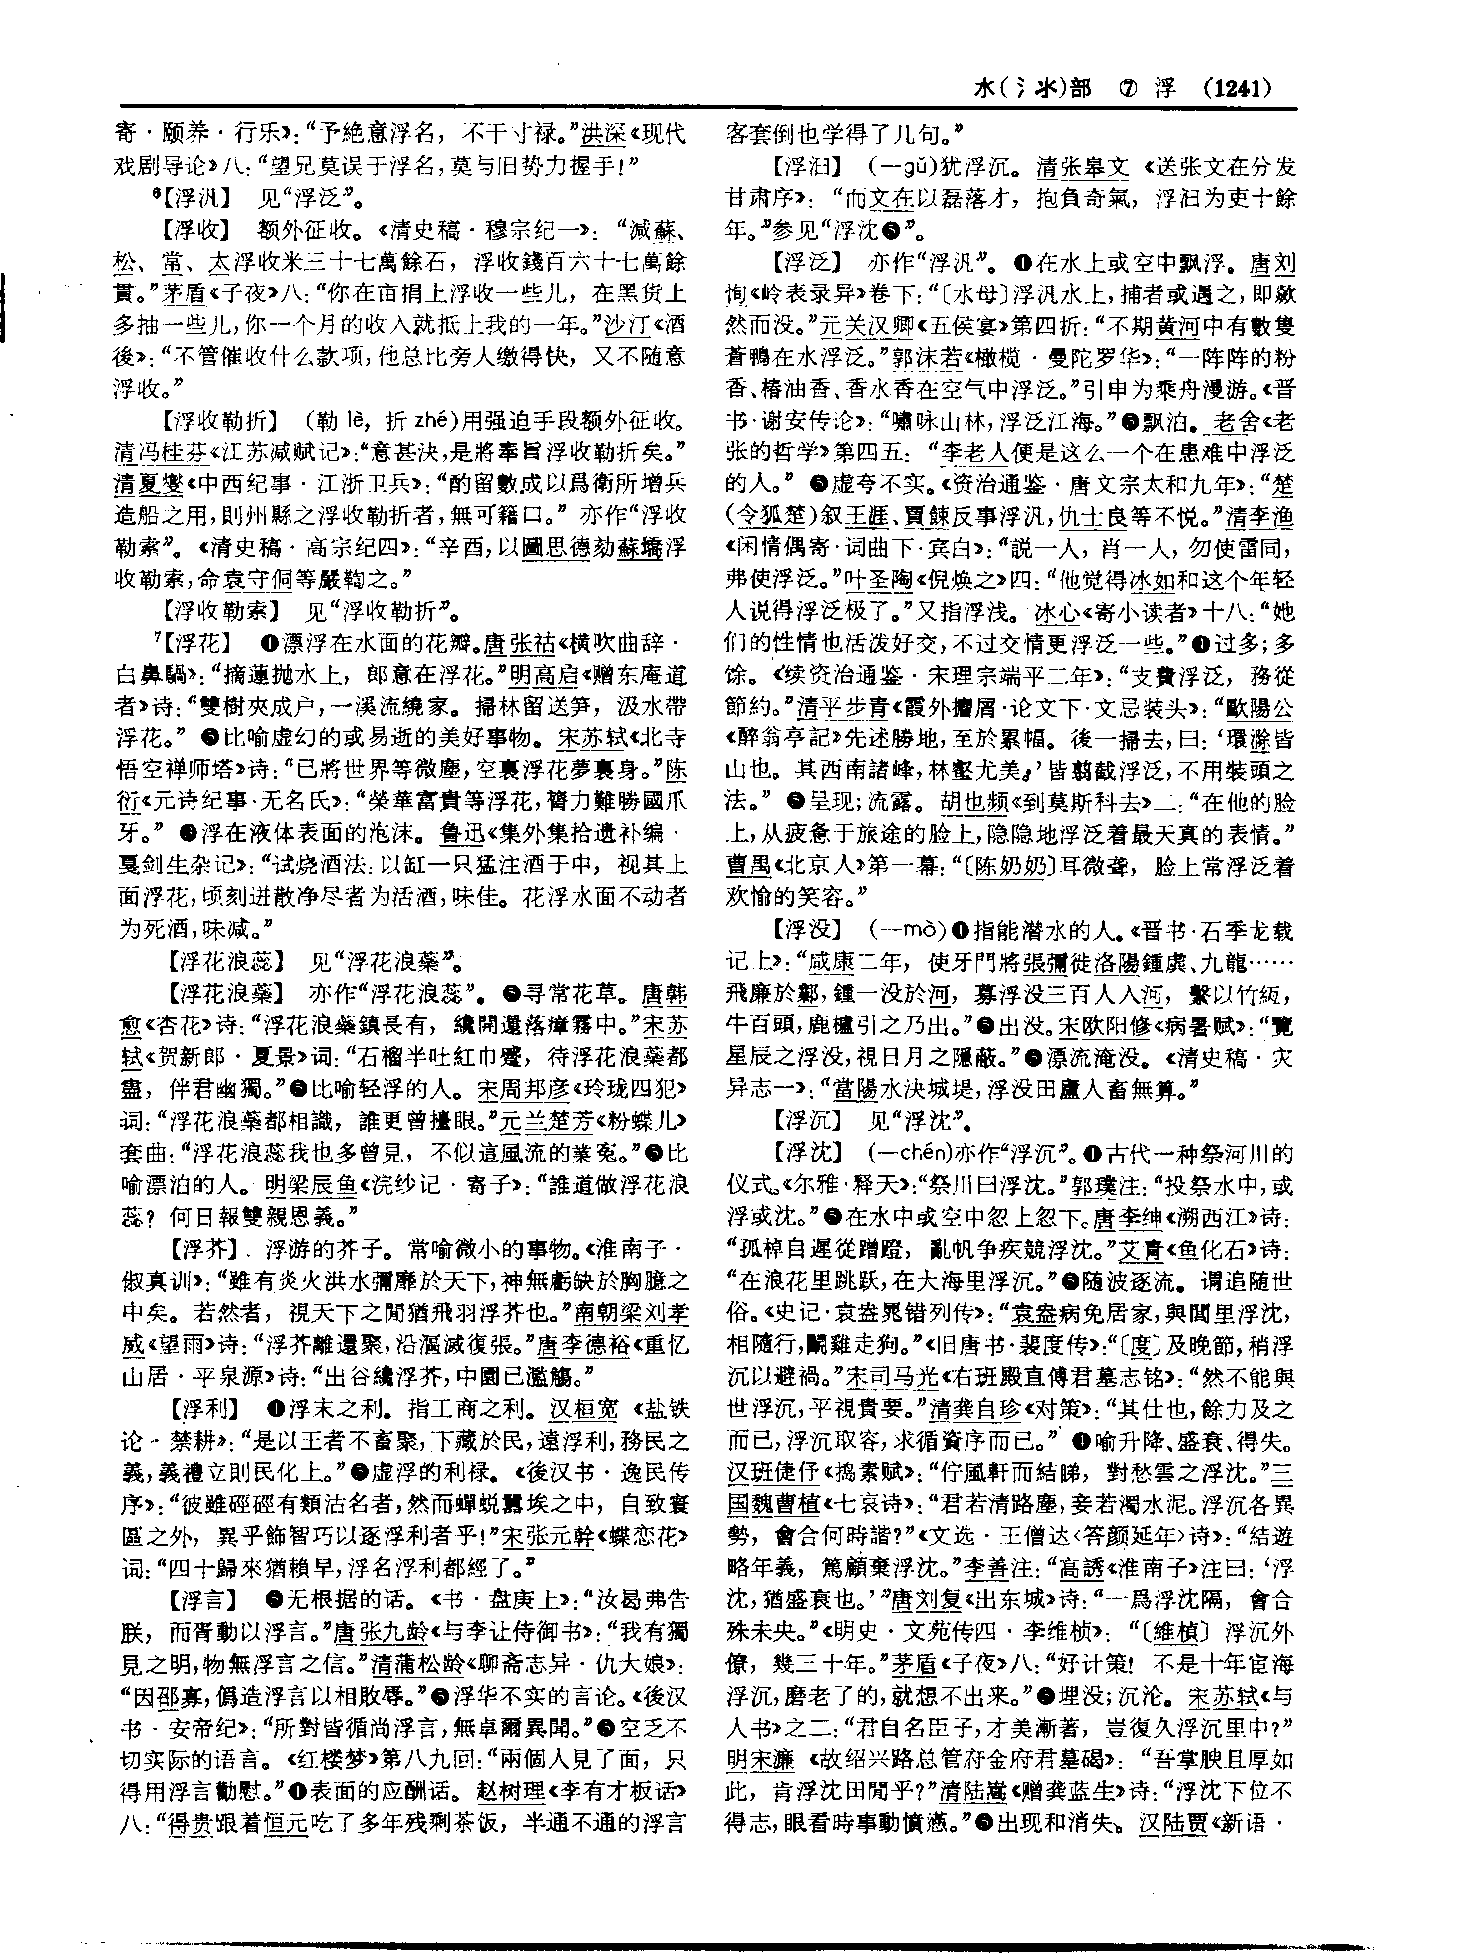 水(氵氺)部 ⑦ 浮 (1241)
寄·颐养·行乐》：“予絶意浮名，不干寸禄。”洪深《现代
戏剧导论》八：“望兄莫误于浮名，莫与旧势力握手！”
⁶【浮汎】 见“浮泛”。
【浮收】 额外征收。《清史稿·穆宗纪一》：“減蘇、
松、常、太浮收米三十七萬餘石，浮收錢百六十七萬餘
貫。”茅盾《子夜》八：“你在亩捐上浮收一些儿，在黑货上
多抽一些儿，你一个月的收入就抵上我的一年。”沙汀《酒
後》：“不管催收什么款项，他总比旁人缴得快，又不随意
浮收。”
【浮收勒折】 (勒 lè，折 zhé)用强迫手段额外征收。
清冯桂芬《江苏减赋记》：“意甚決，是將奉旨浮收勒折矣。”
清夏燮《中西纪事·江浙卫兵》：“酌留數成以爲衛所增兵
造船之用，則州縣之浮收勒折者，無可籍口。” 亦作“浮收
勒索”。《清史稿·高宗纪四》：“辛酉，以圖思德劾蘇墧浮
收勒索，命袁守侗等嚴鞫之。”
【浮收勒索】 见“浮收勒折”。
⁷【浮花】 ❶漂浮在水面的花瓣。唐张祜《横吹曲辞·
白鼻騧》：“摘蓮抛水上，郎意在浮花。”明高启《赠东庵道
者》诗：“雙樹夾成户，一溪流繞家。掃林留送笋，汲水帶
浮花。” ❷比喻虚幻的或易逝的美好事物。宋苏轼《北寺
悟空禅师塔》诗：“已將世界等微塵，空裏浮花夢裏身。”陈
衍《元诗纪事·无名氏》：“榮華富貴等浮花，膂力難勝國爪
牙。” ❸浮在液体表面的泡沫。鲁迅《集外集拾遗补编·
戛剑生杂记》：“试烧酒法：以缸一只猛注酒于中，视其上
面浮花，顷刻迸散净尽者为活酒，味佳。花浮水面不动者
为死酒，味减。”
【浮花浪蕊】 见“浮花浪蘂”。
【浮花浪蘂】 亦作“浮花浪蕊”。❶寻常花草。唐韩
愈《杏花》诗：“浮花浪蘂鎮長有，纔開還落瘴霧中。”宋苏
轼《贺新郎·夏景》词：“石榴半吐紅巾蹙，待浮花浪蘂都
盡，伴君幽獨。”❷比喻轻浮的人。宋周邦彦《玲珑四犯》
词：“浮花浪蘂都相識，誰更曾擡眼。”元兰楚芳《粉蝶儿》
套曲：“浮花浪蕊我也多曾見，不似這風流的業冤。”❸比
喻漂泊的人。明梁辰鱼《浣纱记·寄子》：“誰道做浮花浪
蕊？何日報雙親恩義。”
【浮芥】 浮游的芥子。常喻微小的事物。《淮南子·
俶真训》：“雖有炎火洪水彌靡於天下，神無虧缺於胸臆之
中矣。若然者，視天下之間猶飛羽浮芥也。”南朝梁刘孝
威《望雨》诗：“浮芥離還聚，沿漚滅復張。”唐李德裕《重忆
山居·平泉源》诗：“出谷纔浮芥，中園已濫觴。”
【浮利】 ❶浮末之利。指工商之利。汉桓宽《盐铁
论·禁耕》：“是以王者不畜聚，下藏於民，遠浮利，務民之
義，義禮立則民化上。”❷虚浮的利禄。《後汉书·逸民传
序》：“彼雖硜硜有類沽名者，然而蟬蜕囂埃之中，自致寰
區之外，異乎飾智巧以逐浮利者乎！”宋张元幹《蝶恋花》
词：“四十歸來猶賴早，浮名浮利都經了。”
【浮言】 ❶无根据的话。《书·盘庚上》：“汝曷弗告
朕，而胥動以浮言。”唐张九龄《与李让侍御书》：“我有獨
見之明，物無浮言之信。”清蒲松龄《聊斋志异·仇大娘》：
“因邵寡，僞造浮言以相敗辱。”❷浮华不实的言论。《後汉
书·安帝纪》：“所對皆循尚浮言，無卓爾異聞。”❸空乏不
切实际的语言。《红楼梦》第八九回：“兩個人見了面，只
得用浮言勸慰。”❹表面的应酬话。赵树理《李有才板话》
八：“得贵跟着恒元吃了多年残剩茶饭，半通不通的浮言
客套倒也学得了几句。”
【浮汩】 (—gǔ)犹浮沉。清张皋文《送张文在分发
甘肃序》：“而文在以磊落才，抱負奇氣，浮汩为吏十餘
年。”参见“浮沈❺”。
【浮泛】 亦作“浮汎”。❶在水上或空中飘浮。唐刘
恂《岭表录异》卷下：“〔水母〕浮汎水上，捕者或遇之，即歘
然而没。”元关汉卿《五侯宴》第四折：“不期黄河中有數隻
蒼鴨在水浮泛。”郭沫若《橄榄·曼陀罗华》：“一阵阵的粉
香、椿油香、香水香在空气中浮泛。”引申为乘舟漫游。《晋
书·谢安传论》：“嘯咏山林，浮泛江海。”❷飘泊。老舍《老
张的哲学》第四五：“李老人便是这么一个在患难中浮泛
的人。” ❸虚夸不实。《资治通鉴·唐文宗太和九年》：“楚
(令狐楚)叙王涯、賈餗反事浮汎，仇士良等不悦。”清李渔
《闲情偶寄·词曲下·宾白》：“説一人，肖一人，勿使雷同，
弗使浮泛。”叶圣陶《倪焕之》四：“他觉得冰如和这个年轻
人说得浮泛极了。”又指浮浅。冰心《寄小读者》十八：“她
们的性情也活泼好交，不过交情更浮泛一些。”❹过多；多
馀。《续资治通鉴·宋理宗端平二年》：“支費浮泛，務從
節約。”清平步青《霞外攟屑·论文下·文忌装头》：“歐陽公
《醉翁亭記》先述勝地，至於累幅。後一掃去，曰：‘環滁皆
山也。其西南諸峰，林壑尤美。’皆翦截浮泛，不用裝頭之
法。” ❺呈现；流露。胡也频《到莫斯科去》二：“在他的脸
上，从疲惫于旅途的脸上，隐隐地浮泛着最天真的表情。”
曹禺《北京人》第一幕：“〔陈奶奶〕耳微聋，脸上常浮泛着
欢愉的笑容。”
【浮没】 (—mò)❶指能潜水的人。《晋书·石季龙载
记上》：“咸康二年，使牙門將張彌徙洛陽鍾虡、九龍……
飛廉於鄴，鍾一没於河，募浮没三百人入河，繫以竹絙，
牛百頭，鹿櫨引之乃出。”❷出没。宋欧阳修《病暑赋》：“覽
星辰之浮没，視日月之隱蔽。”❸漂流淹没。《清史稿·灾
异志一》：“當陽水決城堤，浮没田廬人畜無算。”
【浮沉】 见“浮沈”。
【浮沈】 (—chén)亦作“浮沉”。❶古代一种祭河川的
仪式。《尔雅·释天》：“祭川曰浮沈。”郭璞注：“投祭水中，或
浮或沈。”❷在水中或空中忽上忽下。唐李绅《溯西江》诗：
“孤棹自遲從蹭蹬，亂帆争疾競浮沈。”艾青《鱼化石》诗：
“在浪花里跳跃，在大海里浮沉。”❸随波逐流。谓追随世
俗。《史记·袁盎晁错列传》：“袁盎病免居家，與閭里浮沈，
相隨行，鬭雞走狗。”《旧唐书·裴度传》：“〔度〕及晚節，稍浮
沉以避禍。”宋司马光《右班殿直傅君墓志铭》：“然不能與
世浮沉，平視貴要。”清龚自珍《对策》：“其仕也，餘力及之
而已，浮沉取容，求循資序而已。” ❹喻升降、盛衰、得失。
汉班倢伃《捣素赋》：“佇風軒而結睇，對愁雲之浮沈。”三
国魏曹植《七哀诗》：“君若清路塵，妾若濁水泥。浮沉各異
勢，會合何時諧？”《文选·王僧达〈答颜延年〉诗》：“結遊
略年義，篤顧棄浮沈。”李善注：“高誘《淮南子》注曰：‘浮
沈，猶盛衰也。’”唐刘复《出东城》诗：“一爲浮沈隔，會合
殊未央。”《明史·文苑传四·李维桢》：“〔維楨〕浮沉外
僚，幾三十年。”茅盾《子夜》八：“好计策！不是十年宦海
浮沉，磨老了的，就想不出来。”❺埋没；沉沦。宋苏轼《与
人书》之二：“君自名臣子，才美漸著，豈復久浮沉里中？”
明宋濂《故绍兴路总管府金府君墓碣》：“吾掌腴且厚如
此，肯浮沈田間乎？”清陆嵩《赠龚蓝生》诗：“浮沈下位不
得志，眼看時事動憤懑。”❻出现和消失。汉陆贾《新语·